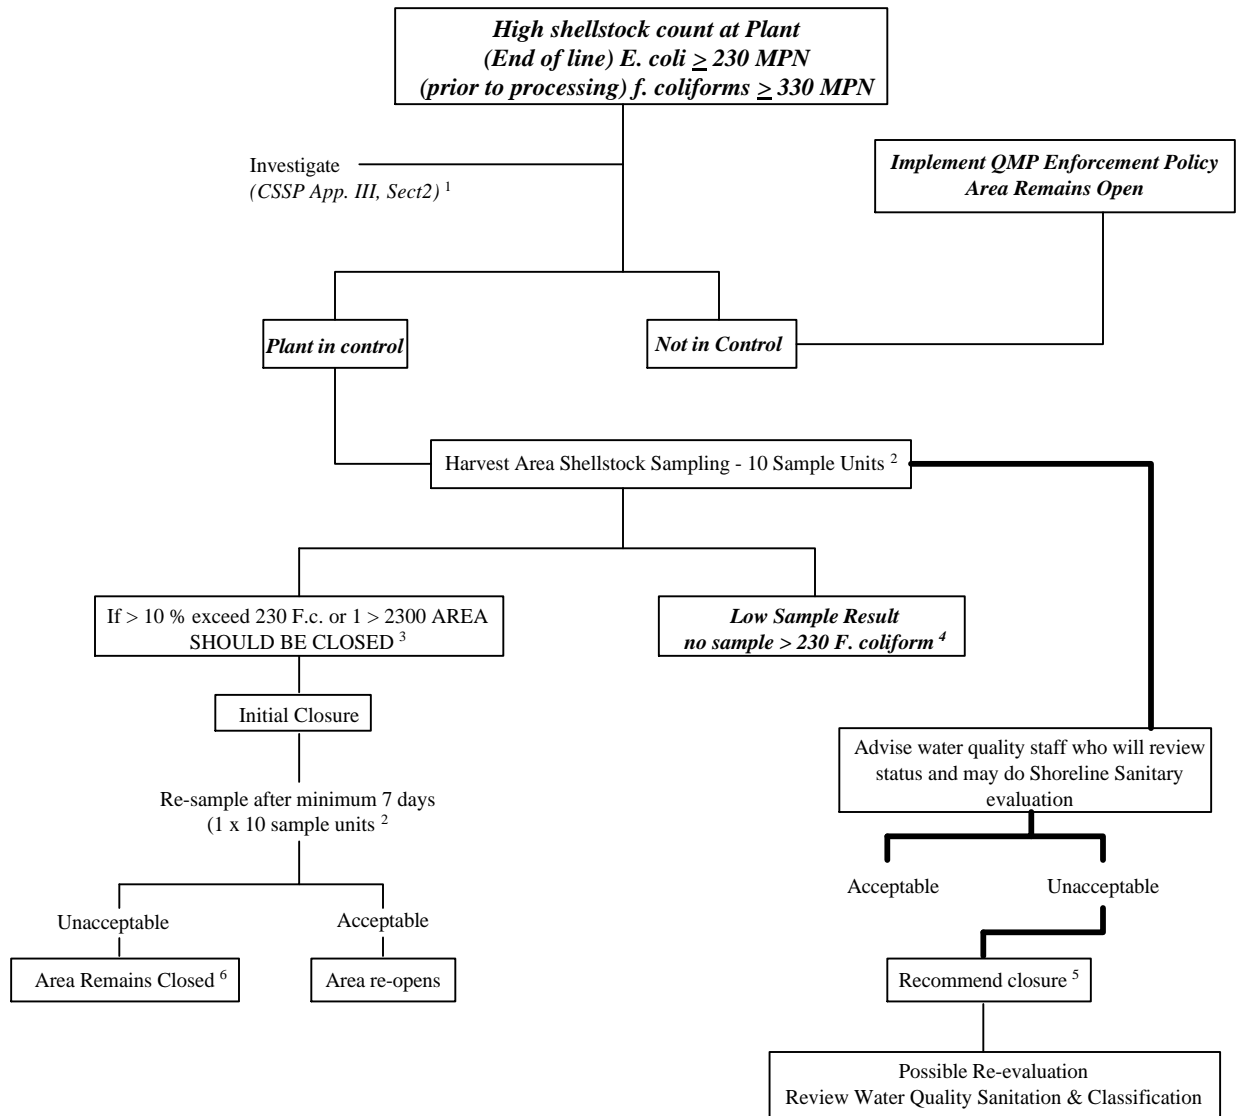 High shellstock count at Plant
(End of line) E. coli ≥ 230 MPN
(prior to processing) f. coliforms ≥ 330 MPN
Investigate
(CSSP App. III, Sect2) 1
Implement QMP Enforcement Policy
Area Remains Open
Plant in control
Not in Control
Harvest Area Shellstock Sampling - 10 Sample Units 2
If > 10 % exceed 230 F.c. or 1 > 2300 AREA
SHOULD BE CLOSED 3
Low Sample Result
no sample > 230 F. coliform 4
Initial Closure
Advise water quality staff who will review
status and may do Shoreline Sanitary
evaluation
Re-sample after minimum 7 days
(1 x 10 sample units 2
Acceptable
Unacceptable
Unacceptable
Acceptable
Area Remains Closed 6
Area re-opens
Recommend closure 5
Possible Re-evaluation
Review Water Quality Sanitation & Classification